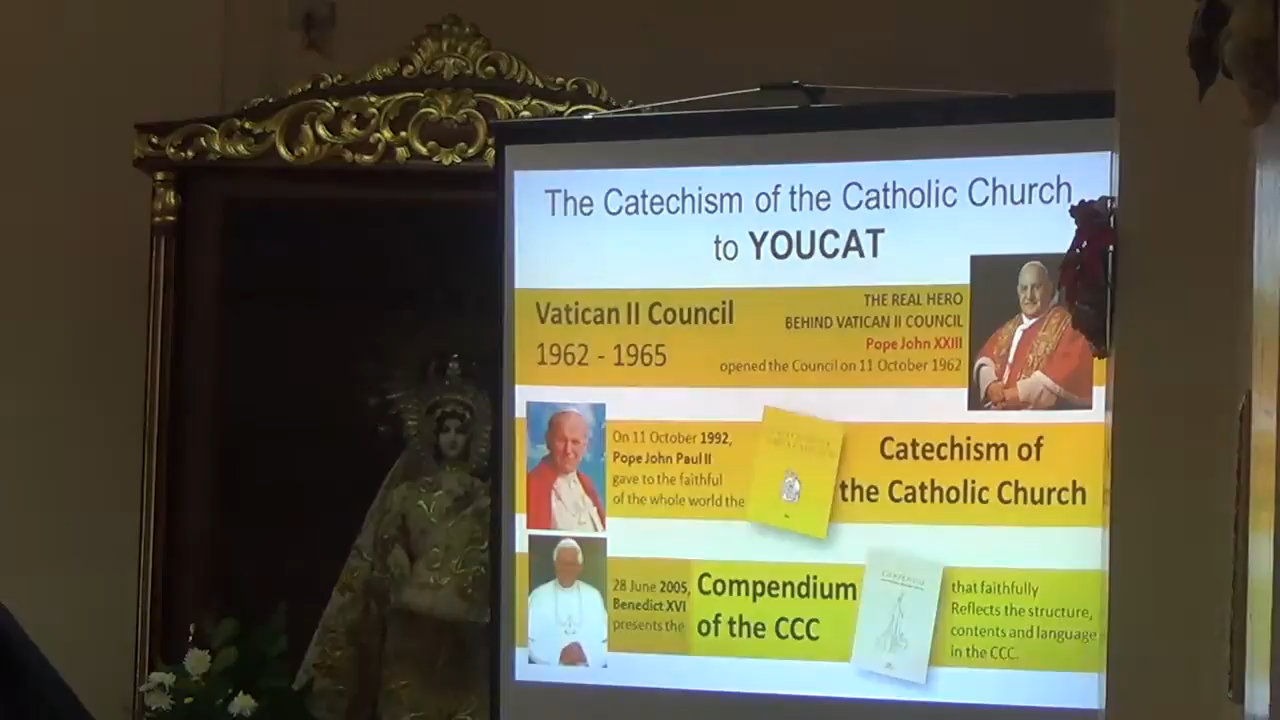 The Catechism of the Catholic Church
to YOUCAT
Vatican II Council
1962 - 1965
THE REAL HERO
BEHIND VATICAN II COUNCIL
Pope John XXIII
opened the Council on 11 October 1962
On 11 October 1992,
Pope John Paul II
gave to the faithful
of the whole world the
Catechism of
the Catholic Church
28 June 2005,
Benedict XVI
presents the
Compendium
of the CCC
that faithfully
Reflects the structure,
contents and language
in the CCC.